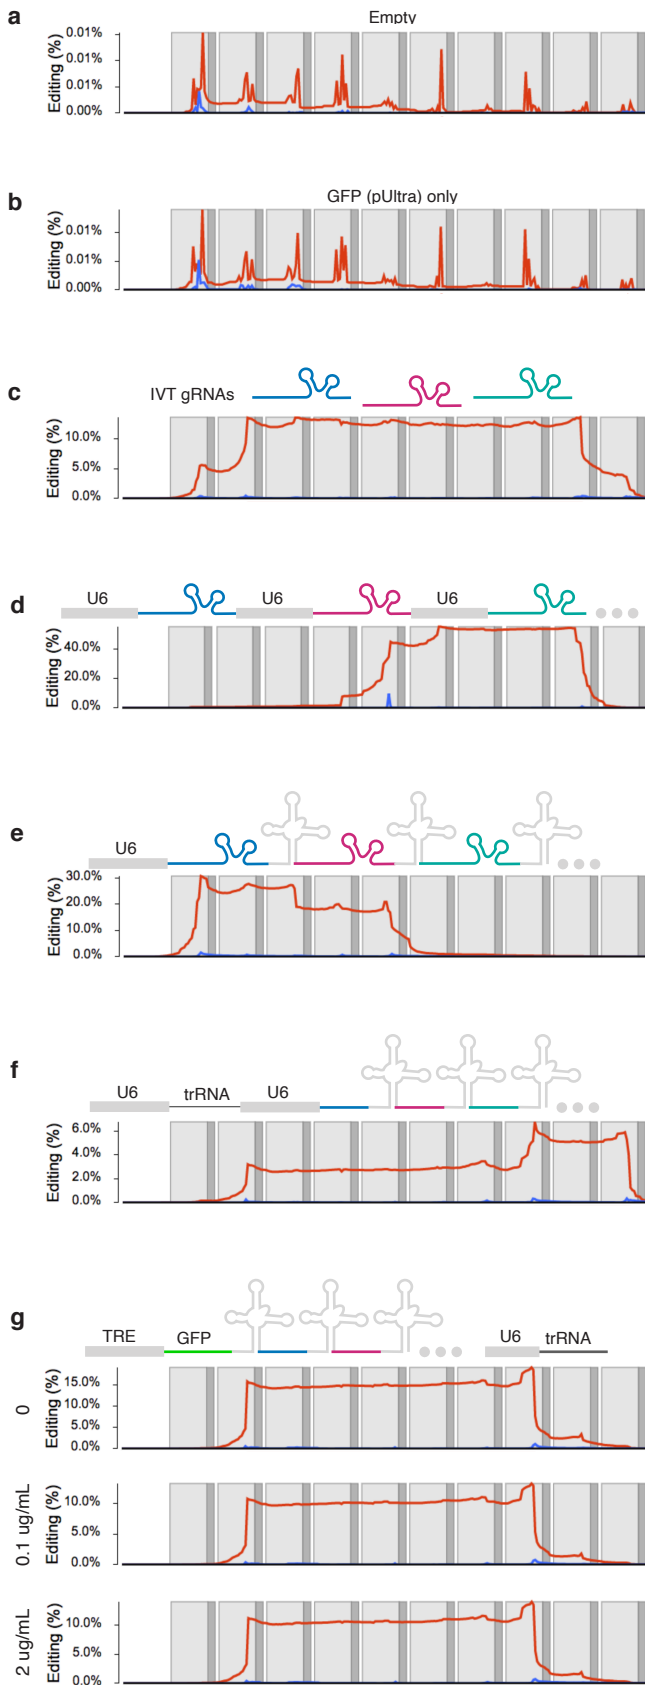 a
Empty
Editing (%)
0.01%
0.01%
0.01%
0.00%
b
GFP (pUltra) only
Editing (%)
0.01%
0.01%
0.00%
c
IVT gRNAs
Editing (%)
10.0%
5.0%
0.0%
d
U6 U6 U6
Editing (%)
40.0%
20.0%
0.0%
e
U6
Editing (%)
30.0%
20.0%
10.0%
0.0%
f
U6 trRNA U6
Editing (%)
6.0%
4.0%
2.0%
0.0%
g
TRE GFP U6 trRNA
0
Editing (%)
15.0%
10.0%
5.0%
0.0%
0.1 ug/mL
Editing (%)
10.0%
5.0%
0.0%
2 ug/mL
Editing (%)
10.0%
5.0%
0.0%